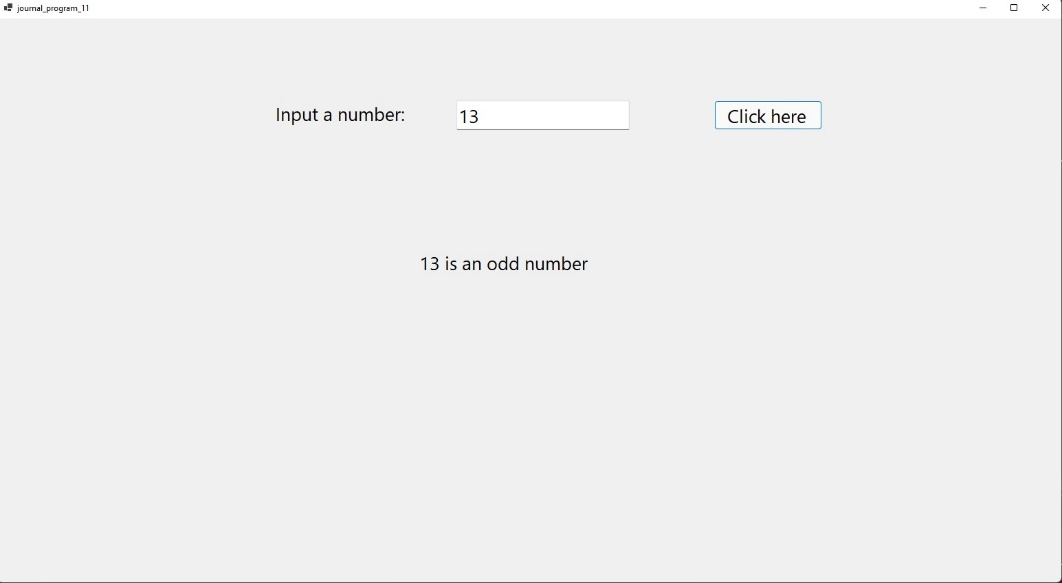 journal_program_11
Input a number: 13 Click here
13 is an odd number